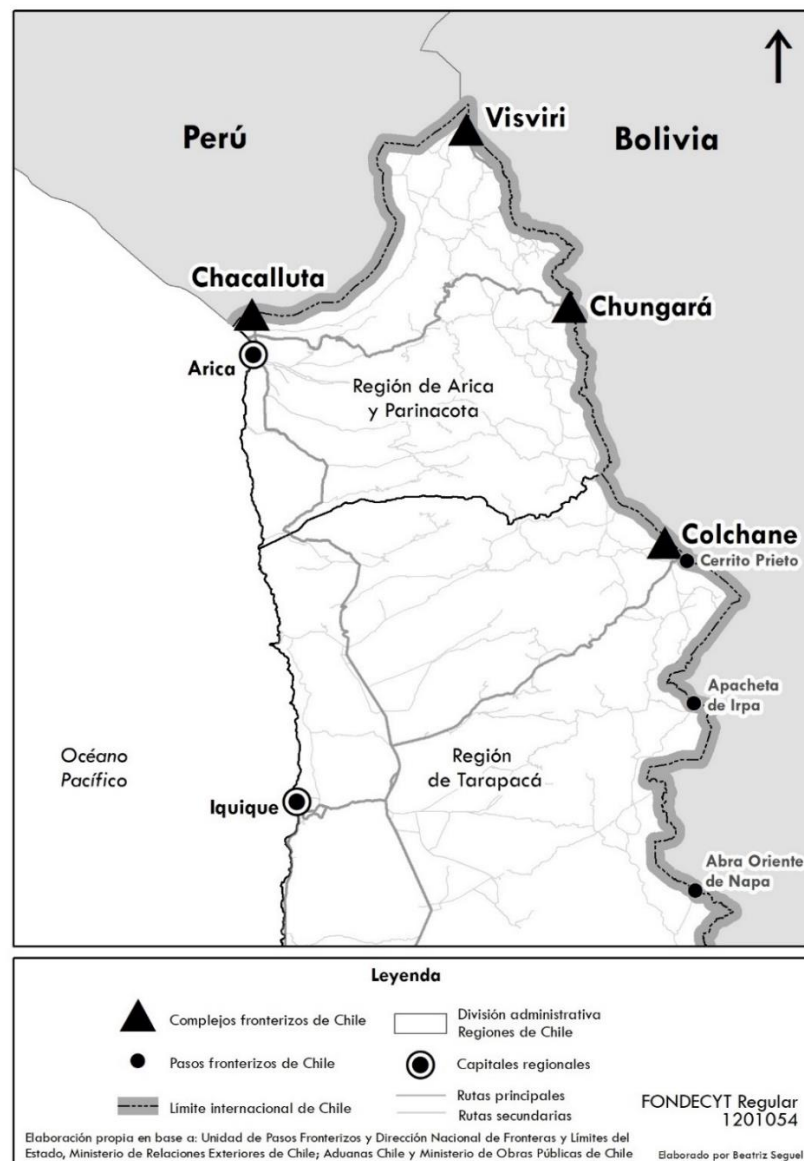 Visviri
Perú
Bolivia
Chacalluta
Chungará
Arica
Región de Arica
y Parinacota
Colchane
Cerrito Prieto
Apacheta
de Irpa
Océano
Pacífico
Región
de Tarapacá
Iquique
Abra Oriente
de Napa
Leyenda
Complejos fronterizos de Chile
División administrativa
Regiones de Chile
Pasos fronterizos de Chile
Capitales regionales
Límite internacional de Chile
Rutas principales
Rutas secundarias
FONDECYT Regular
1201054
Elaboración propia en base a: Unidad de Pasos Fronterizos y Dirección Nacional de Fronteras y Límites del
Estado, Ministerio de Relaciones Exteriores de Chile; Aduanas Chile y Ministerio de Obras Públicas de Chile
Elaborado por Beatriz Seguel